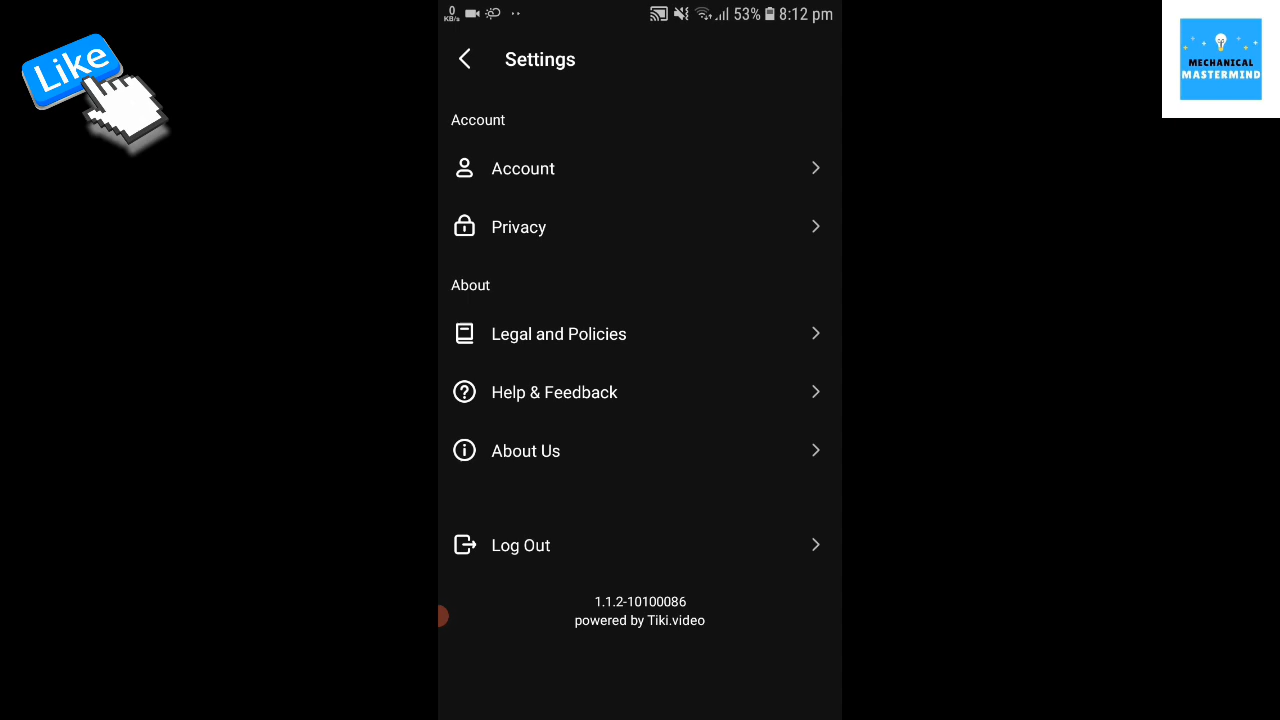 Like
MECHANICAL
MASTERMIND
0
KB/s
53%
8:12 pm
Settings
Account
Account
Privacy
About
Legal and Policies
Help & Feedback
About Us
Log Out
1.1.2-10100086
powered by Tiki.video